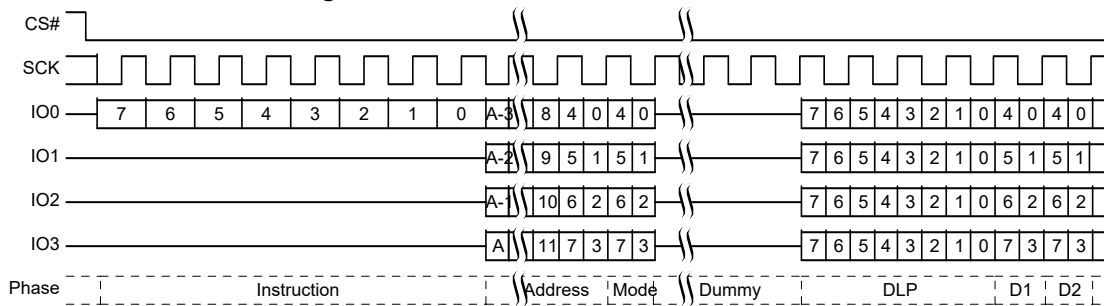 CS#
SCK
IO0 7 6 5 4 3 2 1 0 A-3 8 4 0 4 0 7 6 5 4 3 2 1 0 4 0 4 0
IO1 A-2 9 5 1 5 1 7 6 5 4 3 2 1 0 5 1 5 1
IO2 A-1 10 6 2 6 2 7 6 5 4 3 2 1 0 6 2 6 2
IO3 A 11 7 3 7 3 7 6 5 4 3 2 1 0 7 3 7 3
Phase Instruction Address Mode Dummy DLP D1 D2